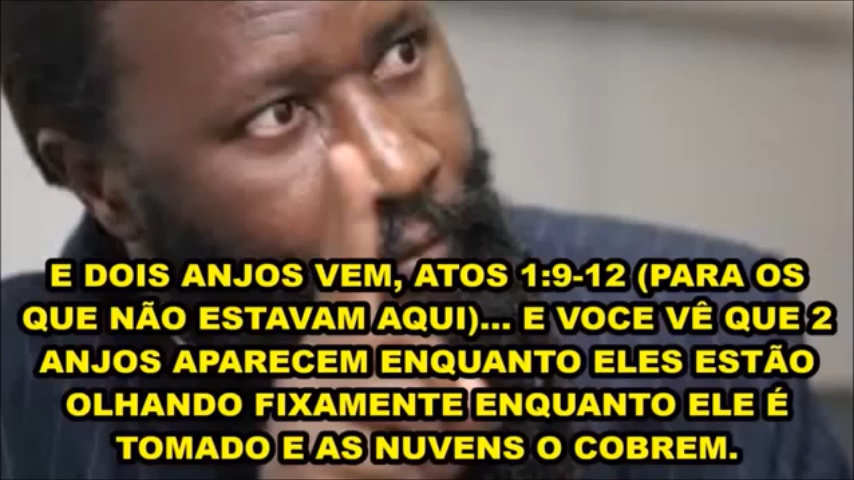 E DOIS ANJOS VEM, ATOS 1:9-12 (PARA OS
QUE NÃO ESTAVAM AQUI)... E VOCE VÊ QUE 2
ANJOS APARECEM ENQUANTO ELES ESTÃO
OLHANDO FIXAMENTE ENQUANTO ELE É
TOMADO E AS NUVENS O COBREM.